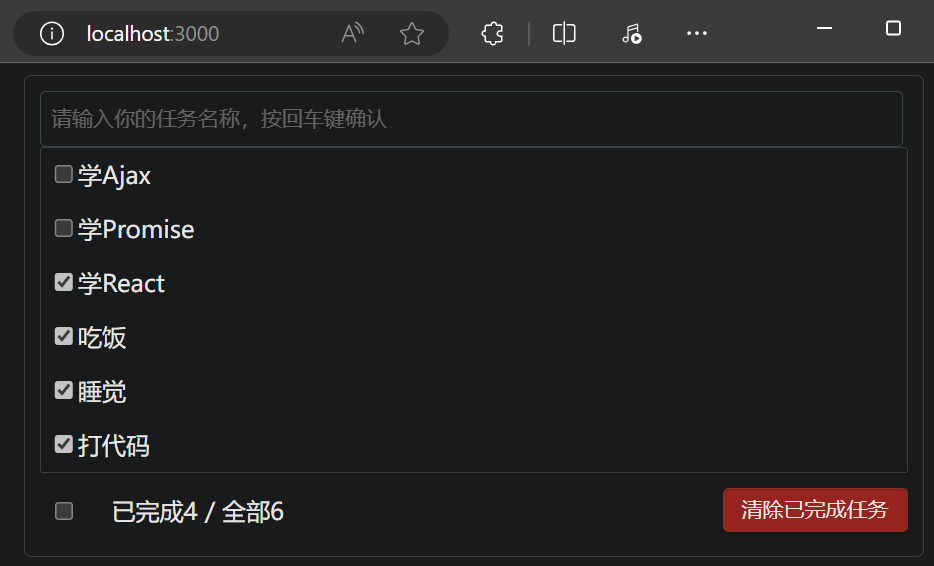 localhost:3000
请输入你的任务名称，按回车键确认
学Ajax
学Promise
学React
吃饭
睡觉
打代码
已完成4 / 全部6
清除已完成任务